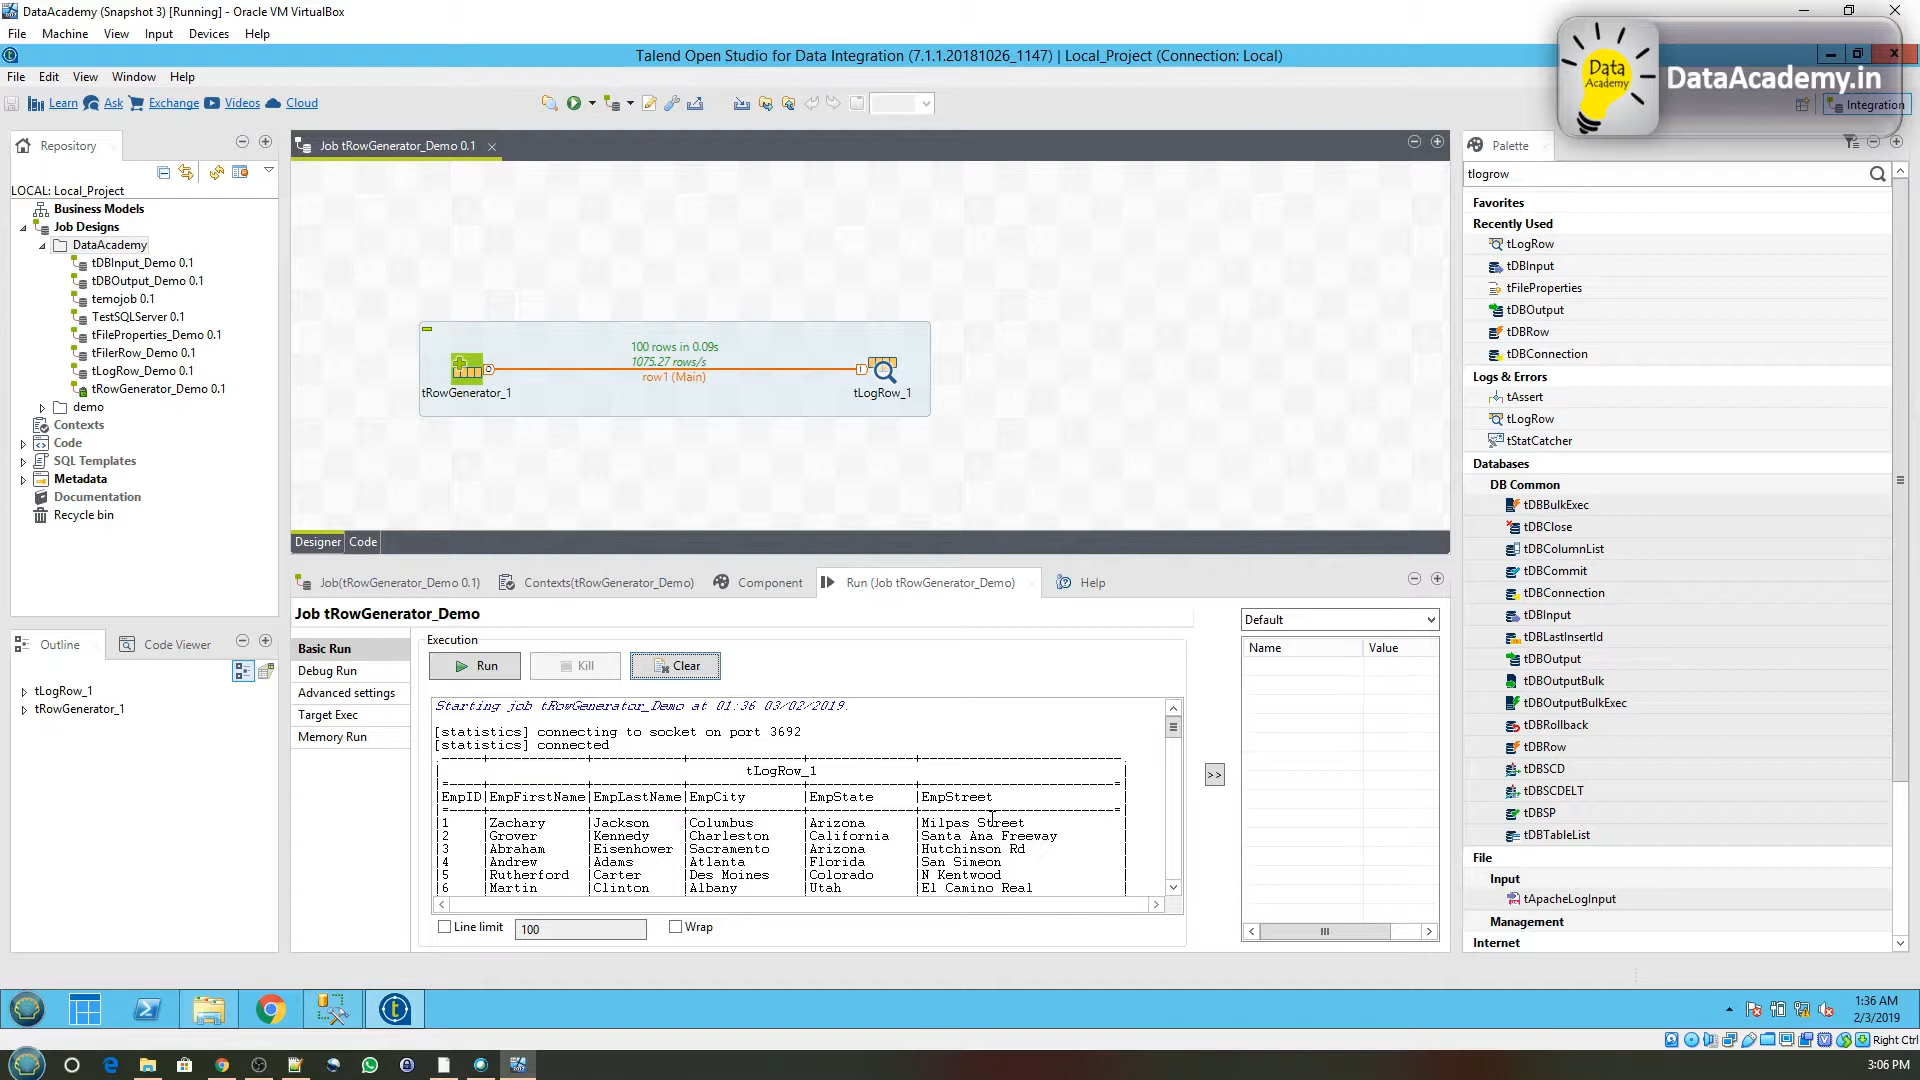 DataAcademy (Snapshot 3) [Running] - Oracle VM VirtualBox
File Machine View Input Devices Help
Talend Open Studio for Data Integration (7.1.1.20181026_1147) | Local_Project (Connection: Local)
Data Academy
DataAcademy.in
File Edit View Window Help
Learn Ask Exchange Videos Cloud
Integration
Repository
LOCAL: Local_Project
Business Models
Job Designs
DataAcademy
tDBInput_Demo 0.1
tDBOutput_Demo 0.1
temojob 0.1
TestSQLServer 0.1
tFileProperties_Demo 0.1
tFilerRow_Demo 0.1
tLogRow_Demo 0.1
tRowGenerator_Demo 0.1
demo
Contexts
Code
SQL Templates
Metadata
Documentation
Recycle bin
Outline
Code Viewer
tLogRow_1
tRowGenerator_1
Job tRowGenerator_Demo 0.1
100 rows in 0.09s
1075.27 rows/s
row1 (Main)
tRowGenerator_1
tLogRow_1
Designer Code
Job(tRowGenerator_Demo 0.1)
Contexts(tRowGenerator_Demo)
Component
Run (Job tRowGenerator_Demo)
Help
Job tRowGenerator_Demo
Basic Run
Debug Run
Advanced settings
Target Exec
Memory Run
Execution
Run Kill Clear
Starting job tRowGenerator_Demo at 01:36 03/02/2019.
[statistics] connecting to socket on port 3692
[statistics] connected
tLogRow_1
|EmpID|EmpFirstName|EmpLastName|EmpCity |EmpState |EmpStreet |
|1 |Zachary |Jackson |Columbus |Arizona |Milpas Street |
|2 |Grover |Kennedy |Charleston |California |Santa Ana Freeway |
|3 |Abraham |Eisenhower |Sacramento |Arizona |Hutchinson Rd |
|4 |Andrew |Adams |Atlanta |Florida |San Simeon |
|5 |Rutherford |Carter |Des Moines |Colorado |N Kentwood |
|6 |Martin |Clinton |Albany |Utah |El Camino Real |
Line limit 100 Wrap
>>
Default
Name Value
Palette
tlogrow
Favorites
Recently Used
tLogRow
tDBInput
tFileProperties
tDBOutput
tDBRow
tDBConnection
Logs & Errors
tAssert
tLogRow
tStatCatcher
Databases
DB Common
tDBBulkExec
tDBClose
tDBColumnList
tDBCommit
tDBConnection
tDBInput
tDBLastInsertId
tDBOutput
tDBOutputBulk
tDBOutputBulkExec
tDBRollback
tDBRow
tDBSCD
tDBSCDELT
tDBSP
tDBTableList
File
Input
tApacheLogInput
Management
Internet
1:36 AM
2/3/2019
Right Ctrl
3:06 PM